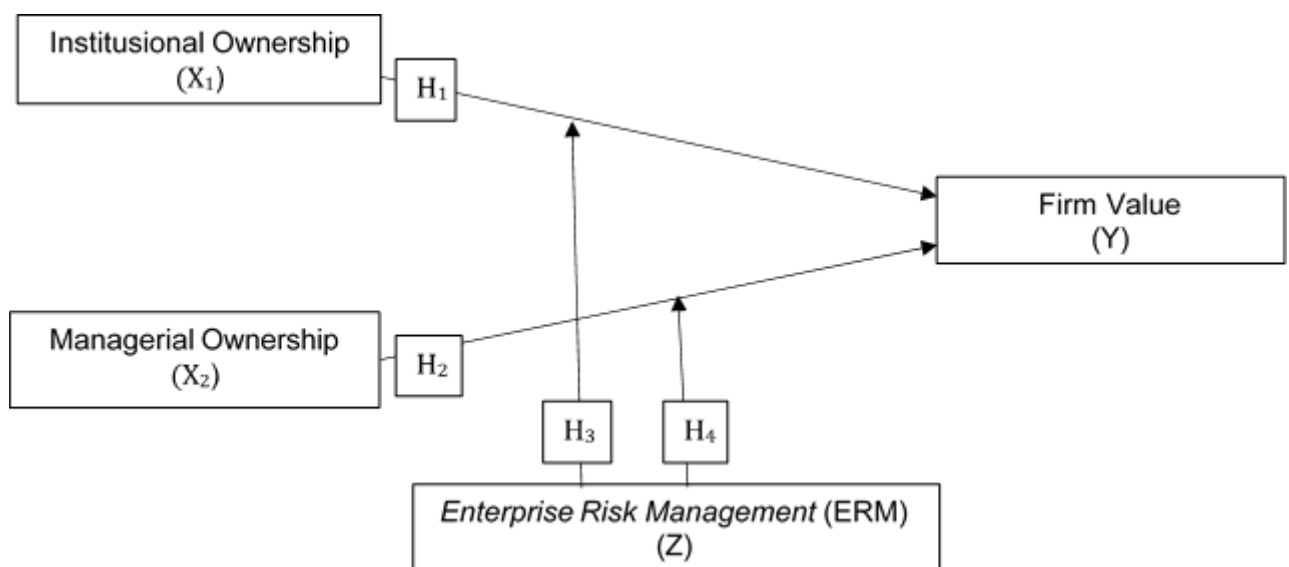 Institusional Ownership
(X₁)
H₁
Firm Value
(Y)
Managerial Ownership
(X₂)
H₂
H₃
H₄
Enterprise Risk Management (ERM)
(Z)